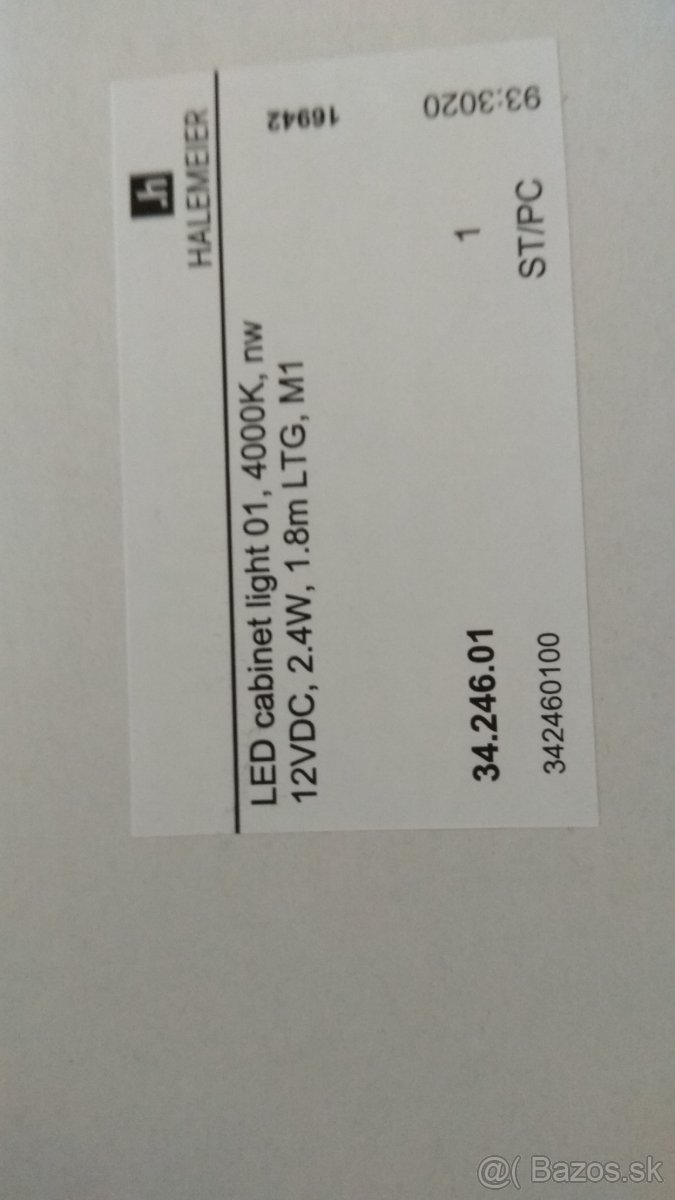 .h
HALEMEIER
LED cabinet light 01, 4000K, nw
12VDC, 2.4W, 1.8m LTG, M1
16942
34.246.01
1
342460100
ST/PC
93:3020
@( Bazos.sk